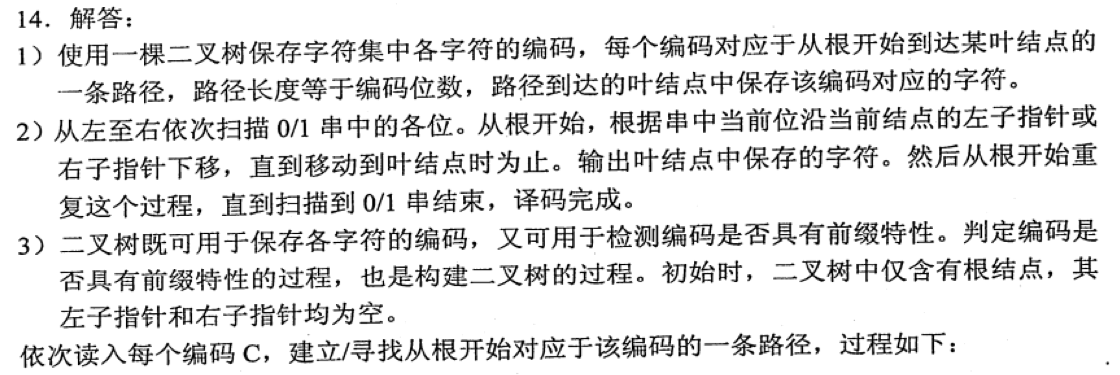 14．解答：
1）使用一棵二叉树保存字符集中各字符的编码，每个编码对应于从根开始到达某叶结点的
一条路径，路径长度等于编码位数，路径到达的叶结点中保存该编码对应的字符。
2）从左至右依次扫描 0/1 串中的各位。从根开始，根据串中当前位沿当前结点的左子指针或
右子指针下移，直到移动到叶结点时为止。输出叶结点中保存的字符。然后从根开始重
复这个过程，直到扫描到 0/1 串结束，译码完成。
3）二叉树既可用于保存各字符的编码，又可用于检测编码是否具有前缀特性。判定编码是
否具有前缀特性的过程，也是构建二叉树的过程。初始时，二叉树中仅含有根结点，其
左子指针和右子指针均为空。
依次读入每个编码 C，建立/寻找从根开始对应于该编码的一条路径，过程如下：